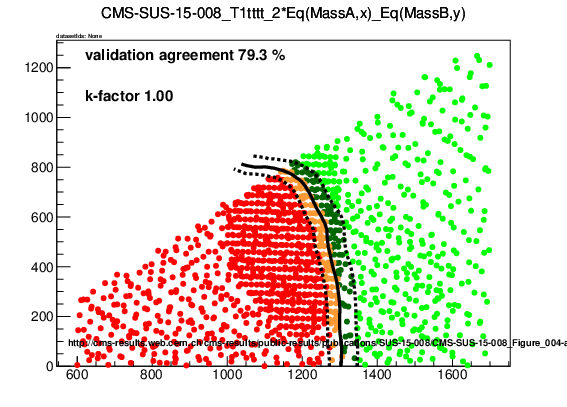 CMS-SUS-15-008_T1tttt_2*Eq(MassA,x)_Eq(MassB,y)
datasetIds: None
validation agreement 79.3 %
k-factor 1.00
1200
1000
800
600
400
200
http://cms-results.web.cern.ch/cms-results/public-results/publications/SUS-15-008/CMS-SUS-15-008_Figure_004-a
0
600 800 1000 1200 1400 1600